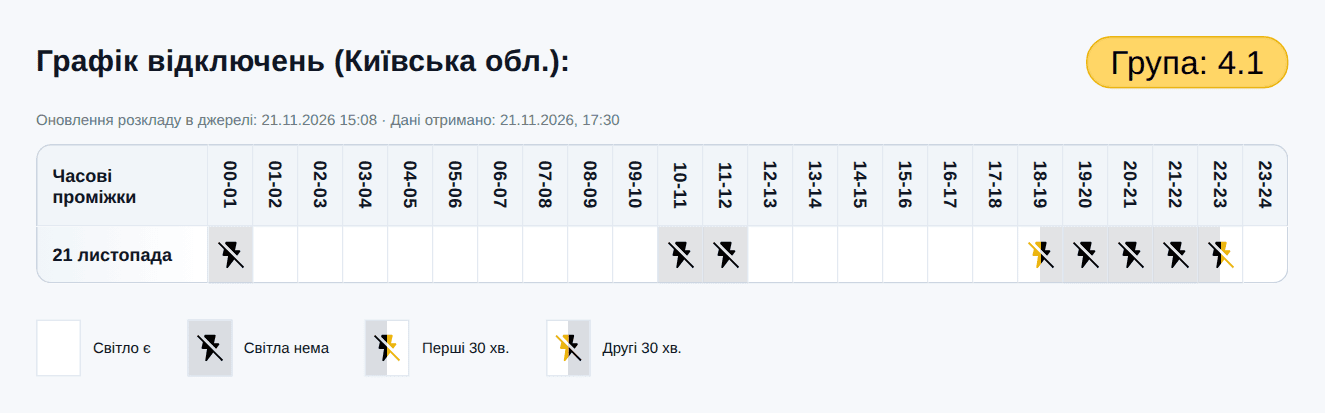 Графік відключень (Київська обл.):
Група: 4.1
Оновлення розкладу в джерелі: 21.11.2026 15:08 · Дані отримано: 21.11.2026, 17:30
Часові
проміжки
00-01
01-02
02-03
03-04
04-05
05-06
06-07
07-08
08-09
09-10
10-11
11-12
12-13
13-14
14-15
15-16
16-17
17-18
18-19
19-20
20-21
21-22
22-23
23-24
21 листопада
Світло є
Світла нема
Перші 30 хв.
Другі 30 хв.